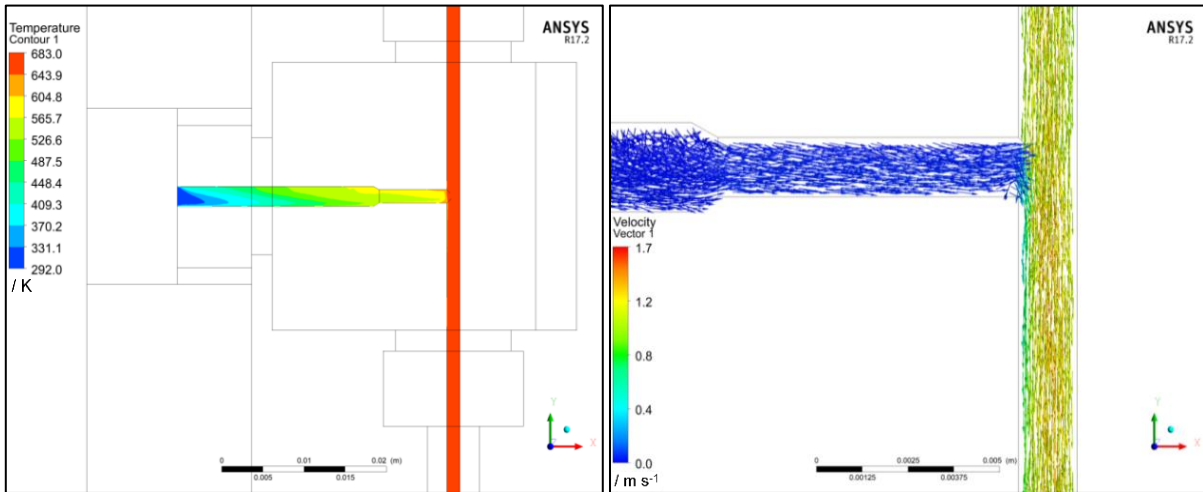 Temperature
Contour 1
683.0
643.9
604.8
565.7
526.6
487.5
448.4
409.3
370.2
331.1
292.0
/ K
ANSYS
R17.2
0 0.01 0.02 (m)
0.005 0.015
Y
X
Z
ANSYS
R17.2
Velocity
Vector 1
1.7
1.2
0.8
0.4
0.0
/ m s-1
0 0.0025 0.005 (m)
0.00125 0.00375
Y
X
Z